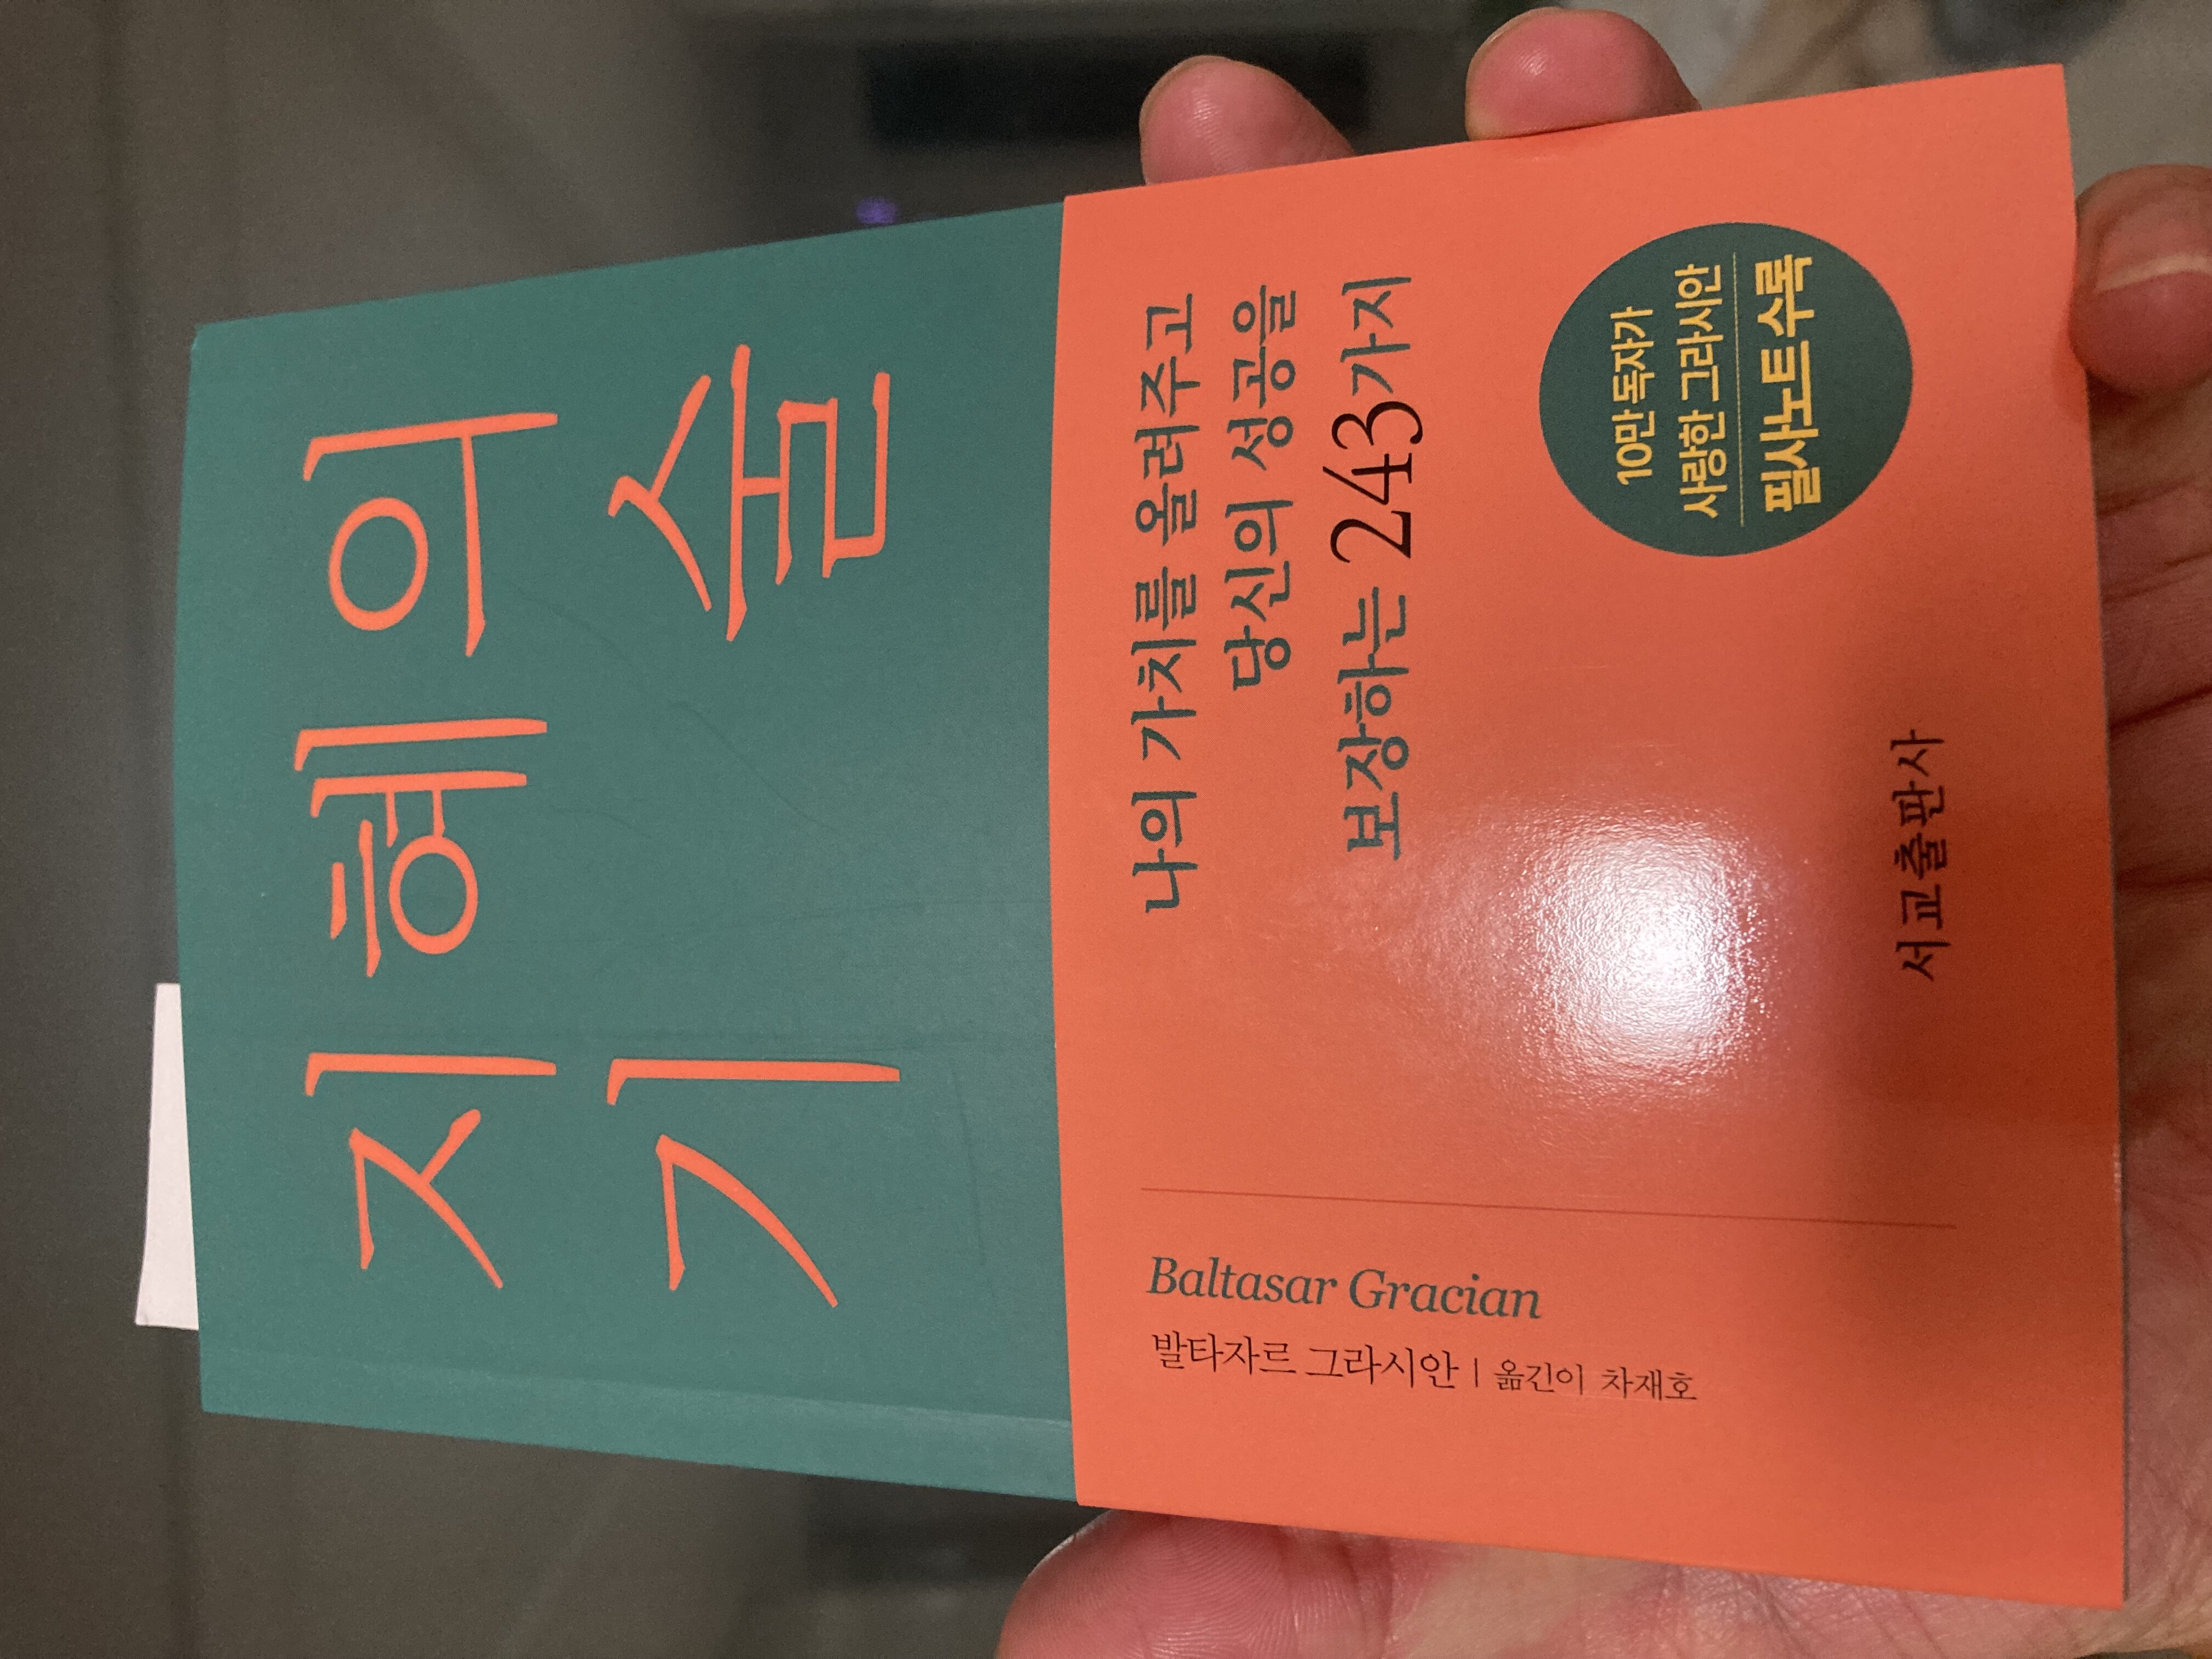 지혜의
기술
나의 가치를 올려주고
당신의 성공을
보장하는 243가지
10만 독자가
사랑한 그라시안
필사노트 수록
Baltasar Gracian
발타자르 그라시안 | 옮긴이 차재호
서교출판사